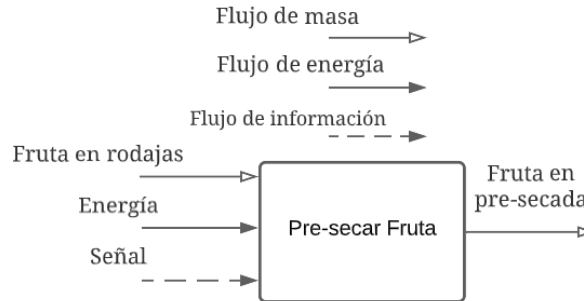 Flujo de masa
Flujo de energía
Flujo de información
Fruta en rodajas
Energía
Señal
Pre-secar Fruta
Fruta en
pre-secada